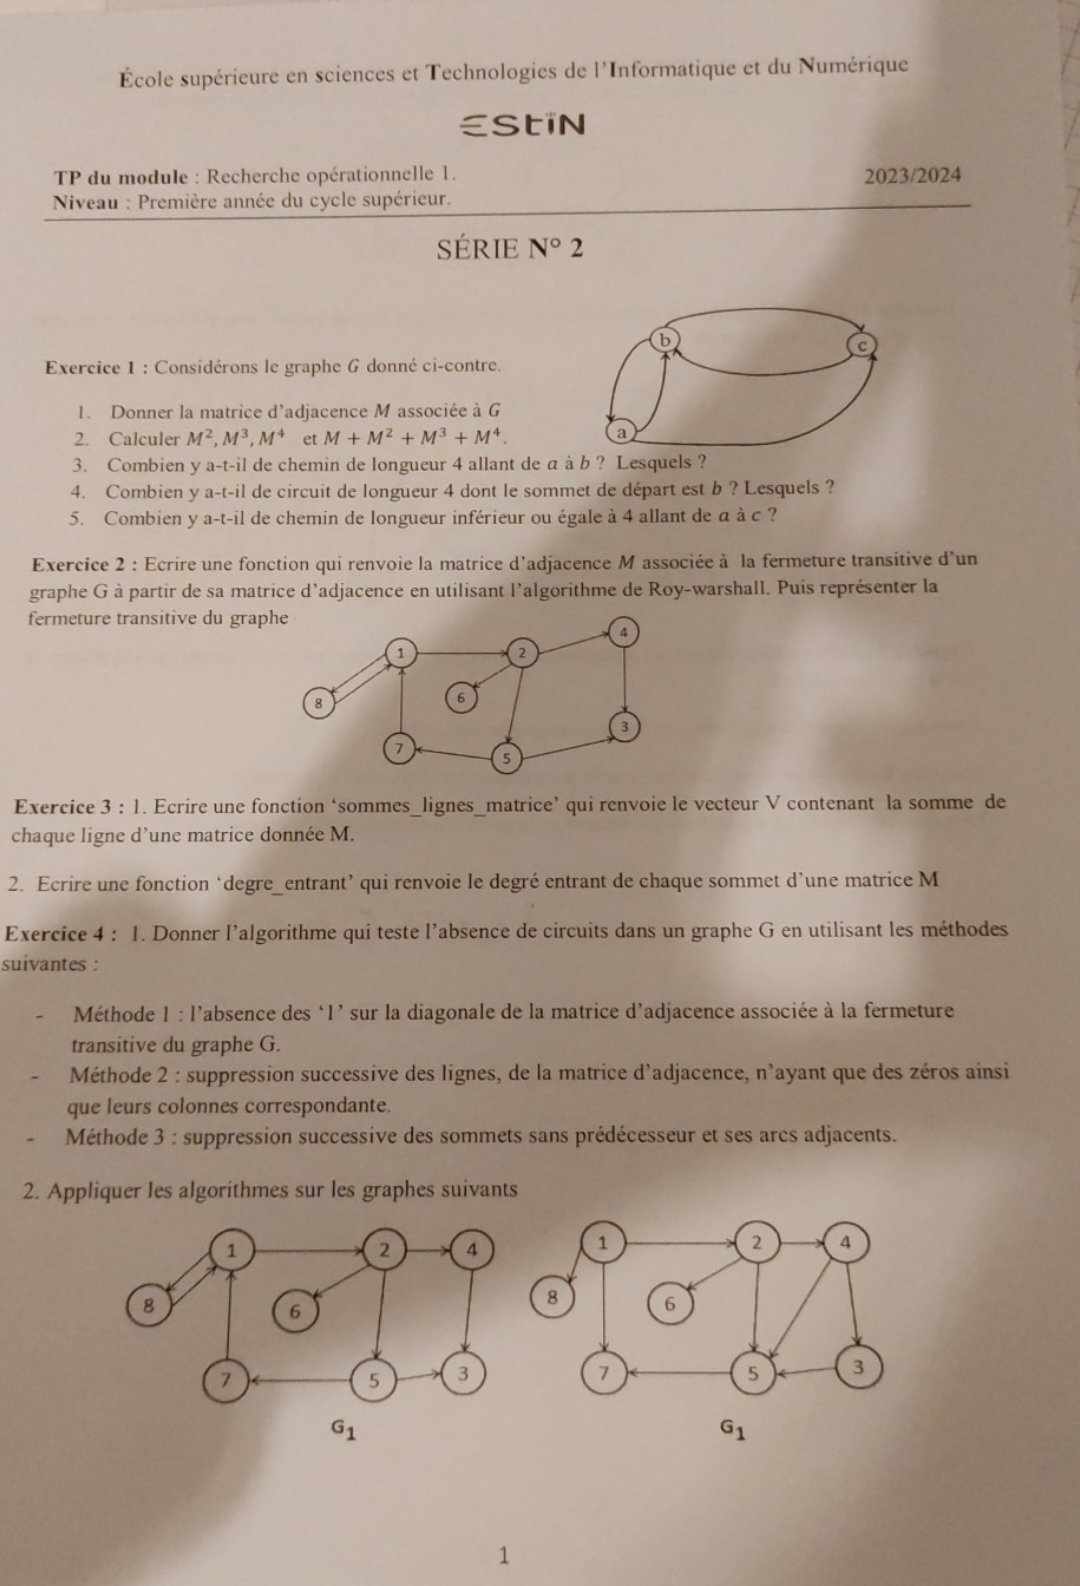 École supérieure en sciences et Technologies de l'Informatique et du Numérique
ESTIN
TP du module : Recherche opérationnelle 1. 2023/2024
Niveau : Première année du cycle supérieur.
SÉRIE N° 2
b
c
Exercice 1 : Considérons le graphe G donné ci-contre.
1. Donner la matrice d'adjacence M associée à G
a
2. Calculer M², M³, M⁴ et M + M² + M³ + M⁴.
3. Combien y a-t-il de chemin de longueur 4 allant de a à b ? Lesquels ?
4. Combien y a-t-il de circuit de longueur 4 dont le sommet de départ est b ? Lesquels ?
5. Combien y a-t-il de chemin de longueur inférieur ou égale à 4 allant de a à c ?
Exercice 2 : Ecrire une fonction qui renvoie la matrice d'adjacence M associée à la fermeture transitive d'un
graphe G à partir de sa matrice d'adjacence en utilisant l'algorithme de Roy-warshall. Puis représenter la
fermeture transitive du graphe
4
1 2
8 6
3
7 5
Exercice 3 : 1. Ecrire une fonction 'sommes_lignes_matrice' qui renvoie le vecteur V contenant la somme de
chaque ligne d'une matrice donnée M.
2. Ecrire une fonction 'degre_entrant' qui renvoie le degré entrant de chaque sommet d'une matrice M
Exercice 4 : 1. Donner l'algorithme qui teste l'absence de circuits dans un graphe G en utilisant les méthodes
suivantes :
- Méthode 1 : l'absence des '1' sur la diagonale de la matrice d'adjacence associée à la fermeture
transitive du graphe G.
- Méthode 2 : suppression successive des lignes, de la matrice d'adjacence, n'ayant que des zéros ainsi
que leurs colonnes correspondante.
- Méthode 3 : suppression successive des sommets sans prédécesseur et ses arcs adjacents.
2. Appliquer les algorithmes sur les graphes suivants
1 2 4 1 2 4
8 6 8 6
7 5 3 7 5 3
G₁ G₁
1